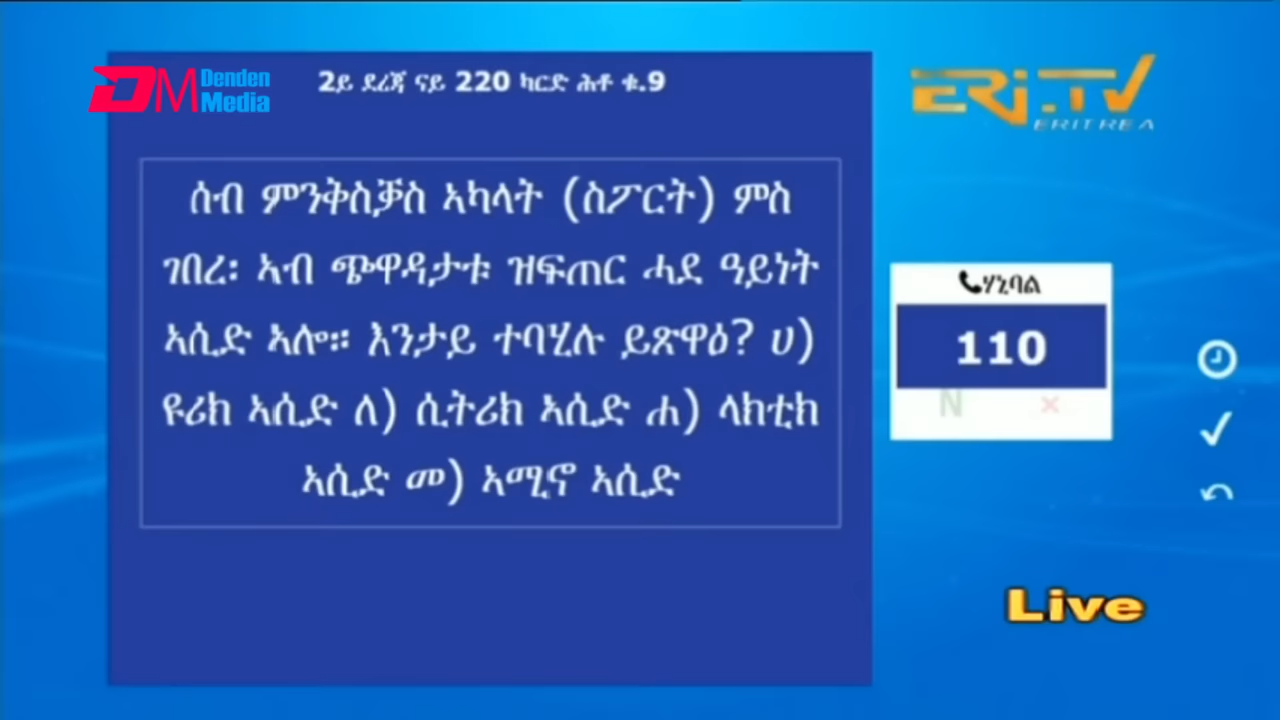 DM Denden Media
2ይ ደረጃ ናይ 220 ካርድ ሕቶ ቁ.9
ERi.TV
ERITREA
ሰብ ምንቅስቓስ ኣካላት (ስፖርት) ምስ
ገበረ፡ ኣብ ጭዋዳታቱ ዝፍጠር ሓደ ዓይነት
ኣሲድ ኣሎ። እንታይ ተባሂሉ ይጽዋዕ? ሀ)
ዩሪክ ኣሲድ ለ) ሲትሪክ ኣሲድ ሐ) ላክቲክ
ኣሲድ መ) ኣሚኖ ኣሲድ
ሃኒባል
110
N ×
Live